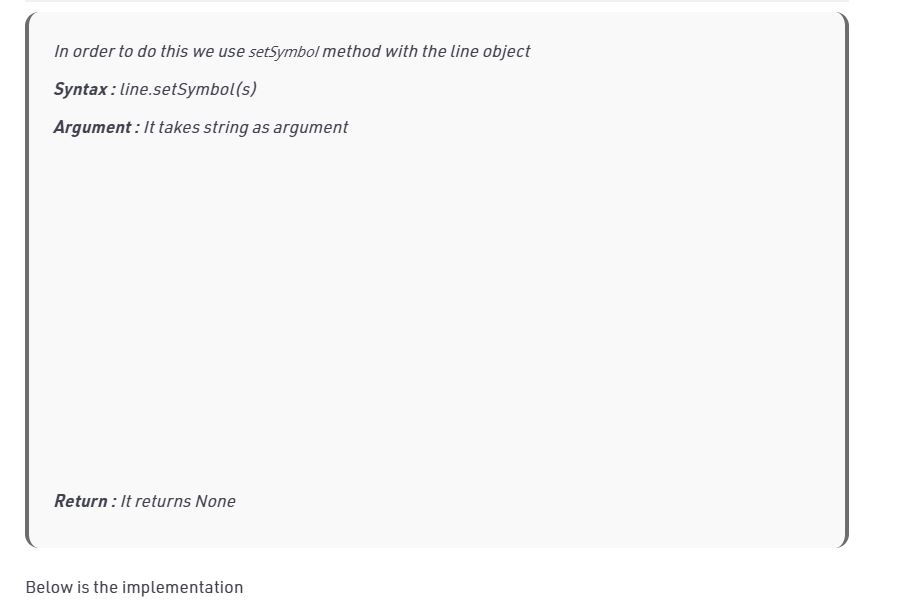 In order to do this we use setSymbol method with the line object
Syntax : line.setSymbol(s)
Argument : It takes string as argument
Return : It returns None
Below is the implementation